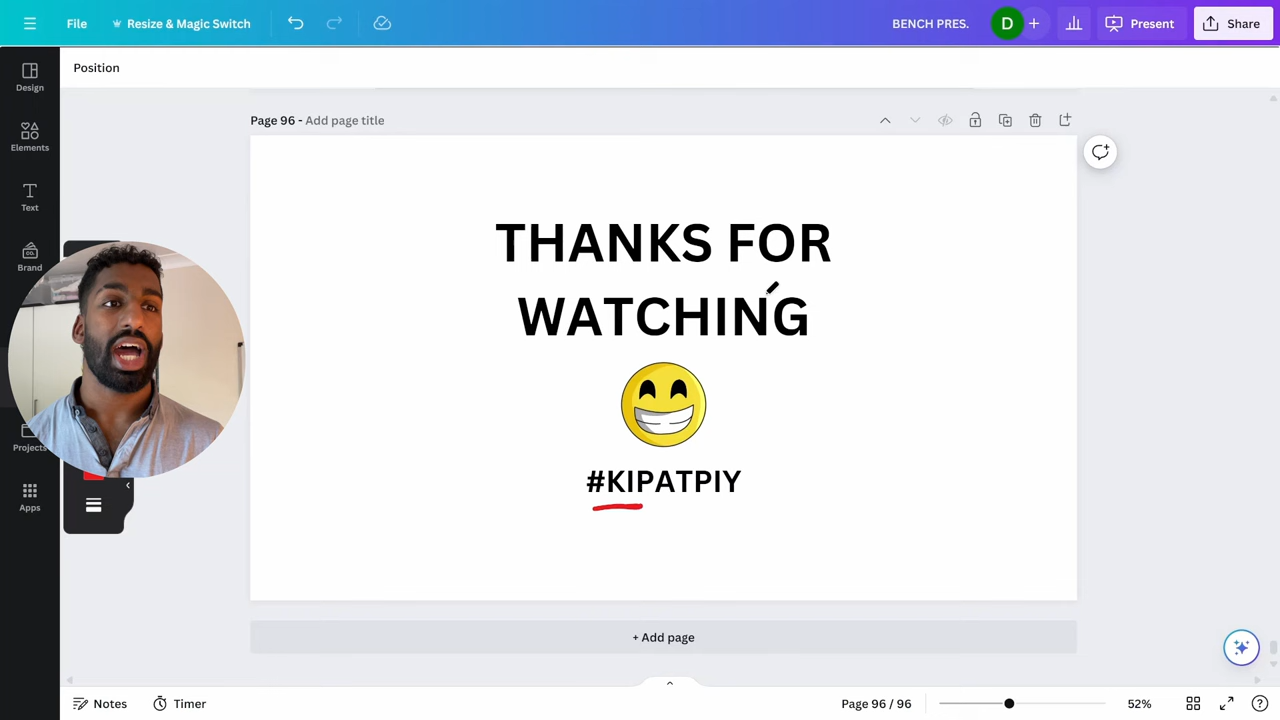 File
Resize & Magic Switch
BENCH PRES.
D
Present
Share
Position
Design
Elements
Text
Brand
Projects
Apps
Page 96 - Add page title
THANKS FOR
WATCHING
#KIPATPIY
+ Add page
Notes
Timer
Page 96 / 96
52%